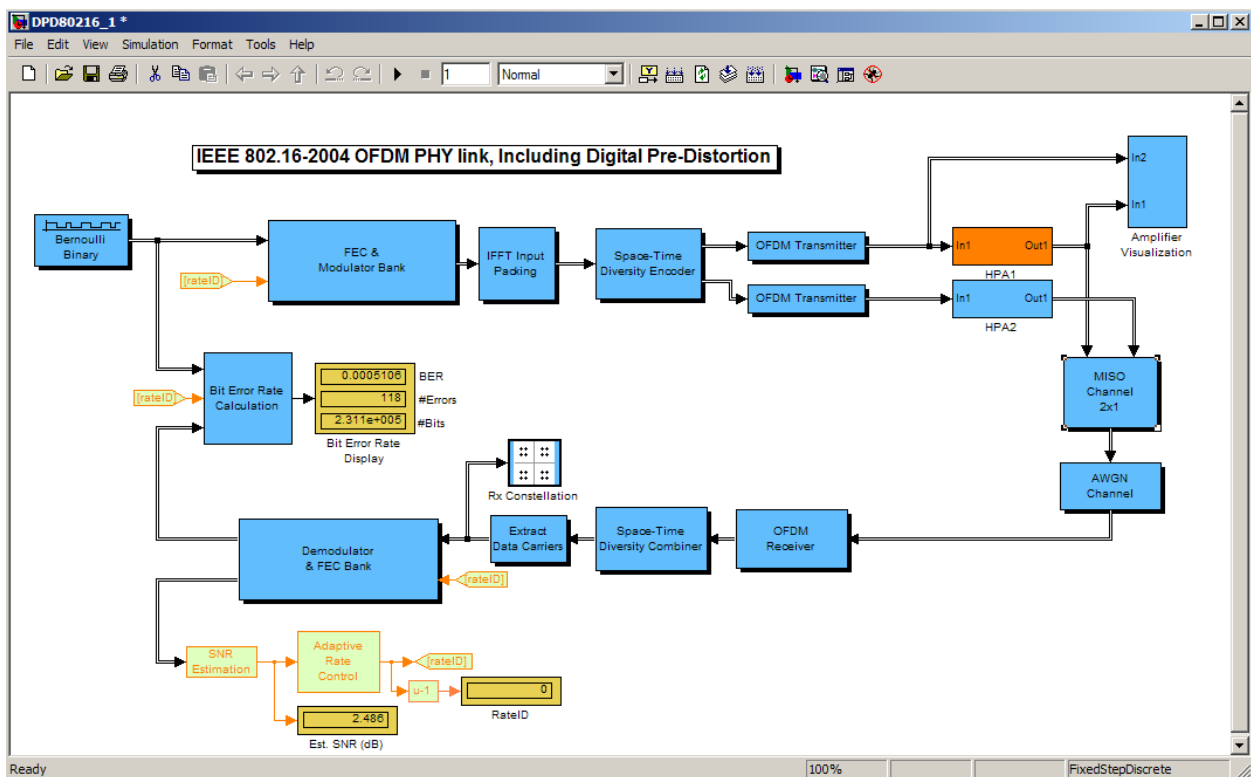 DPD80216_1 *
File Edit View Simulation Format Tools Help
1 Normal
IEEE 802.16-2004 OFDM PHY link, Including Digital Pre-Distortion
In2
In1
Amplifier
Visualization
Bernoulli
Binary
FEC &
Modulator Bank
[rateID]
IFFT Input
Packing
Space-Time
Diversity Encoder
OFDM Transmitter
OFDM Transmitter
In1 Out1
HPA1
In1 Out1
HPA2
Bit Error Rate
Calculation
[rateID]
0.0005106 BER
118 #Errors
2.311e+005 #Bits
Bit Error Rate
Display
MISO
Channel
2x1
AWGN
Channel
Rx Constellation
Demodulator
& FEC Bank
[rateID]
Extract
Data Carriers
Space-Time
Diversity Combiner
OFDM
Receiver
SNR
Estimation
Adaptive
Rate
Control
[rateID]
u-1
0
RateID
2.486
Est. SNR (dB)
Ready 100% FixedStepDiscrete